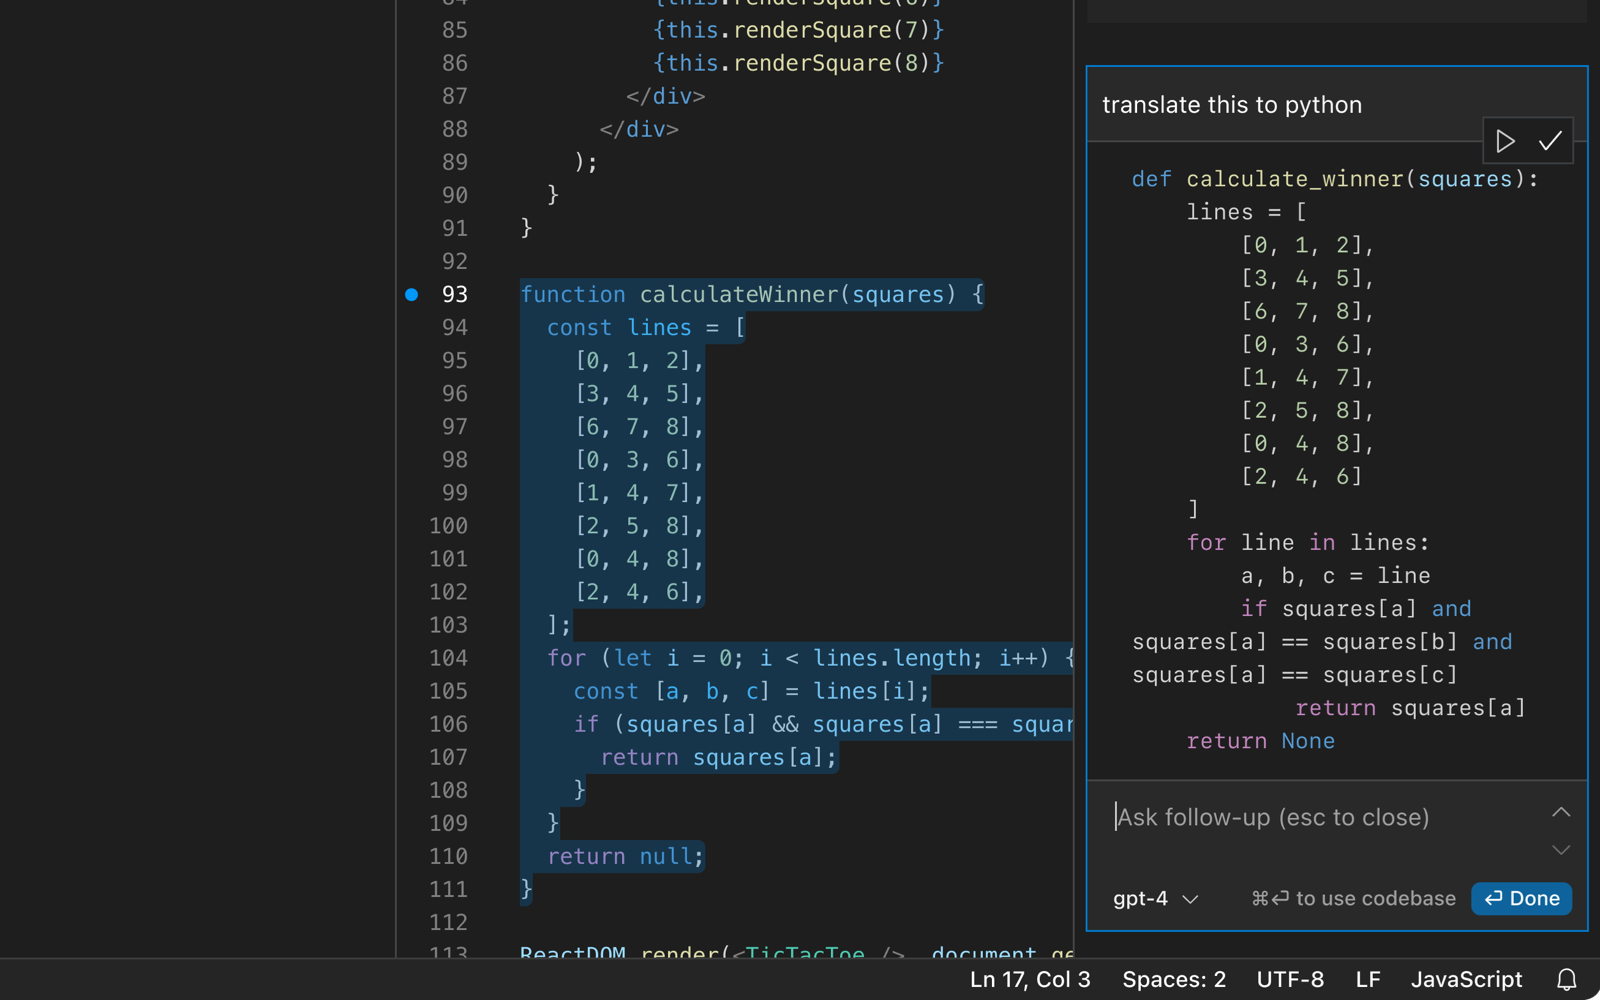 84 {this.renderSquare(6)}
85 {this.renderSquare(7)}
86 {this.renderSquare(8)}
87 </div>
88 </div>
89 );
90 }
91 }
92
93 function calculateWinner(squares) {
94 const lines = [
95 [0, 1, 2],
96 [3, 4, 5],
97 [6, 7, 8],
98 [0, 3, 6],
99 [1, 4, 7],
100 [2, 5, 8],
101 [0, 4, 8],
102 [2, 4, 6],
103 ];
104 for (let i = 0; i < lines.length; i++) {
105 const [a, b, c] = lines[i];
106 if (squares[a] && squares[a] === squar
107 return squares[a];
108 }
109 }
110 return null;
111 }
112
113 ReactDOM.render(<TicTacToe />, document.ge
translate this to python
def calculate_winner(squares):
lines = [
[0, 1, 2],
[3, 4, 5],
[6, 7, 8],
[0, 3, 6],
[1, 4, 7],
[2, 5, 8],
[0, 4, 8],
[2, 4, 6]
]
for line in lines:
a, b, c = line
if squares[a] and
squares[a] == squares[b] and
squares[a] == squares[c]
return squares[a]
return None
Ask follow-up (esc to close)
gpt-4 ⌘⏎ to use codebase ⏎ Done
Ln 17, Col 3 Spaces: 2 UTF-8 LF JavaScript